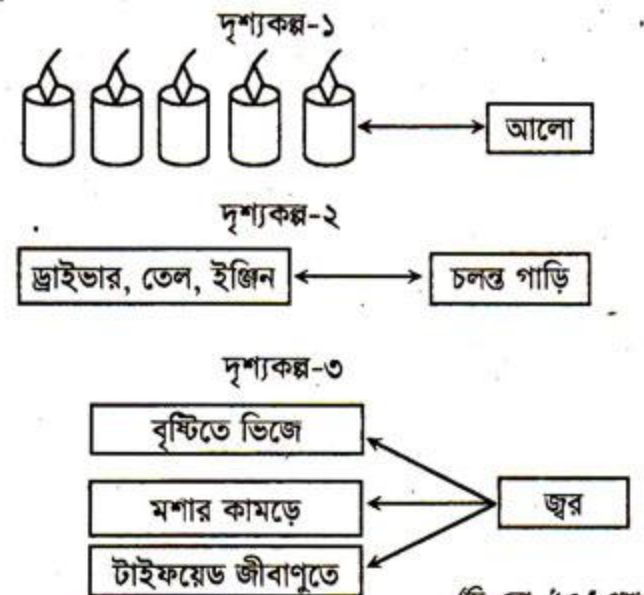 দৃশ্যকল্প-১
আলো
দৃশ্যকল্প-২
ড্রাইভার, তেল, ইঞ্জিন
চলন্ত গাড়ি
দৃশ্যকল্প-৩
বৃষ্টিতে ভিজে
মশার কামড়ে
জ্বর
টাইফয়েড জীবাণুতে